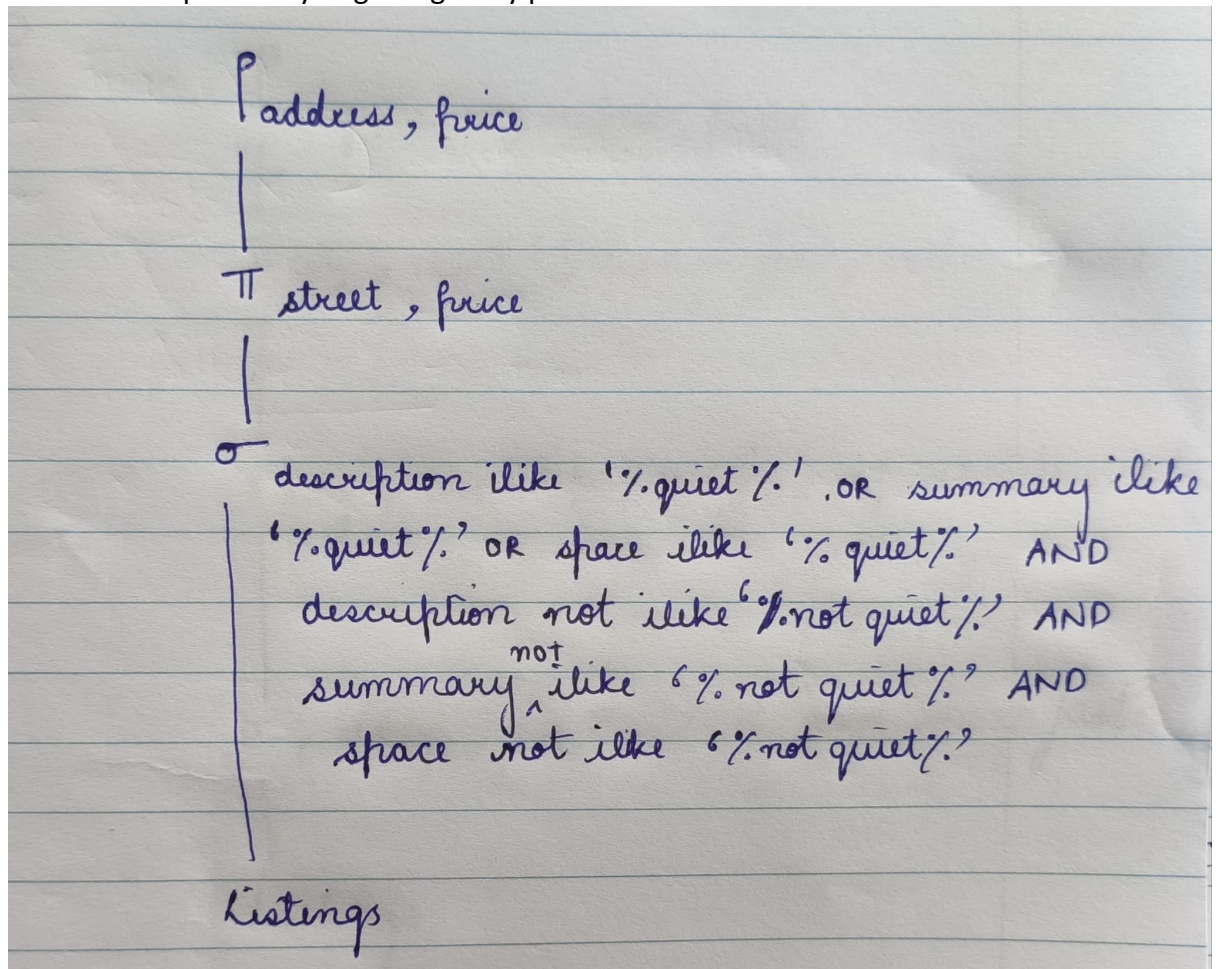 ρ address, price
π street, price
σ description ilike '%quiet%' OR summary ilike
'%quiet%' OR space ilike '%quiet%' AND
description not ilike '%not quiet%' AND
summary not ilike '%not quiet%' AND
space not ilke '%not quiet%'
Listings